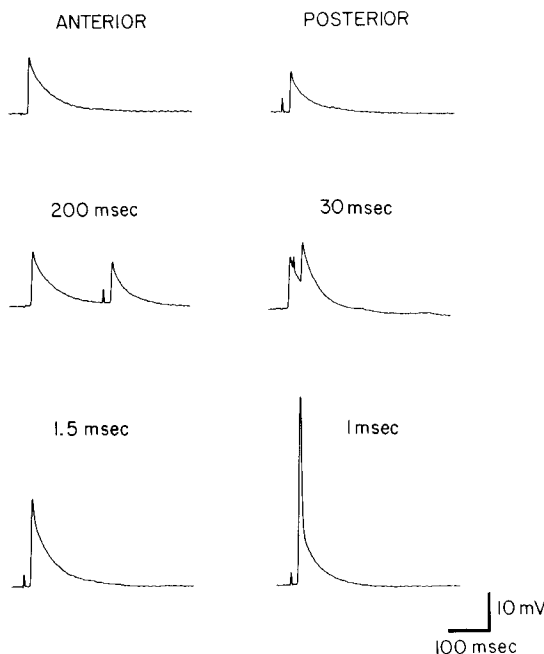 ANTERIOR
POSTERIOR
200 msec
30 msec
1.5 msec
1 msec
10 mV
100 msec